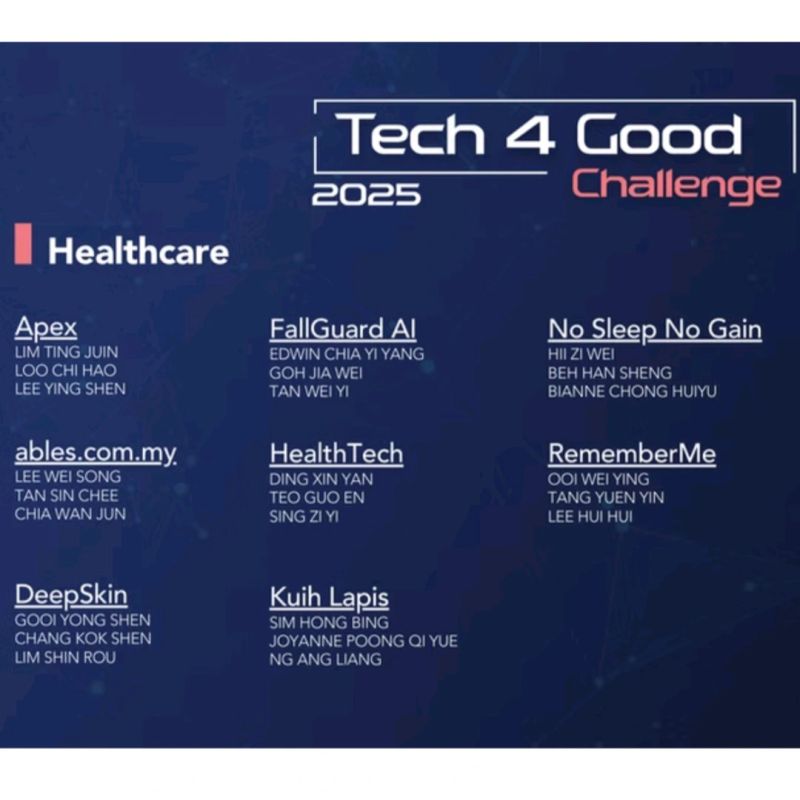 Tech 4 Good
2025
Challenge
Healthcare
Apex
LIM TING JUIN
LOO CHI HAO
LEE YING SHEN
FallGuard AI
EDWIN CHIA YI YANG
GOH JIA WEI
TAN WEI YI
No Sleep No Gain
HII ZI WEI
BEH HAN SHENG
BIANNE CHONG HUIYU
ables.com.my
LEE WEI SONG
TAN SIN CHEE
CHIA WAN JUN
HealthTech
DING XIN YAN
TEO GUO EN
SING ZI YI
RememberMe
OOI WEI YING
TANG YUEN YIN
LEE HUI HUI
DeepSkin
GOOI YONG SHEN
CHANG KOK SHEN
LIM SHIN ROU
Kuih Lapis
SIM HONG BING
JOYANNE POONG QI YUE
NG ANG LIANG